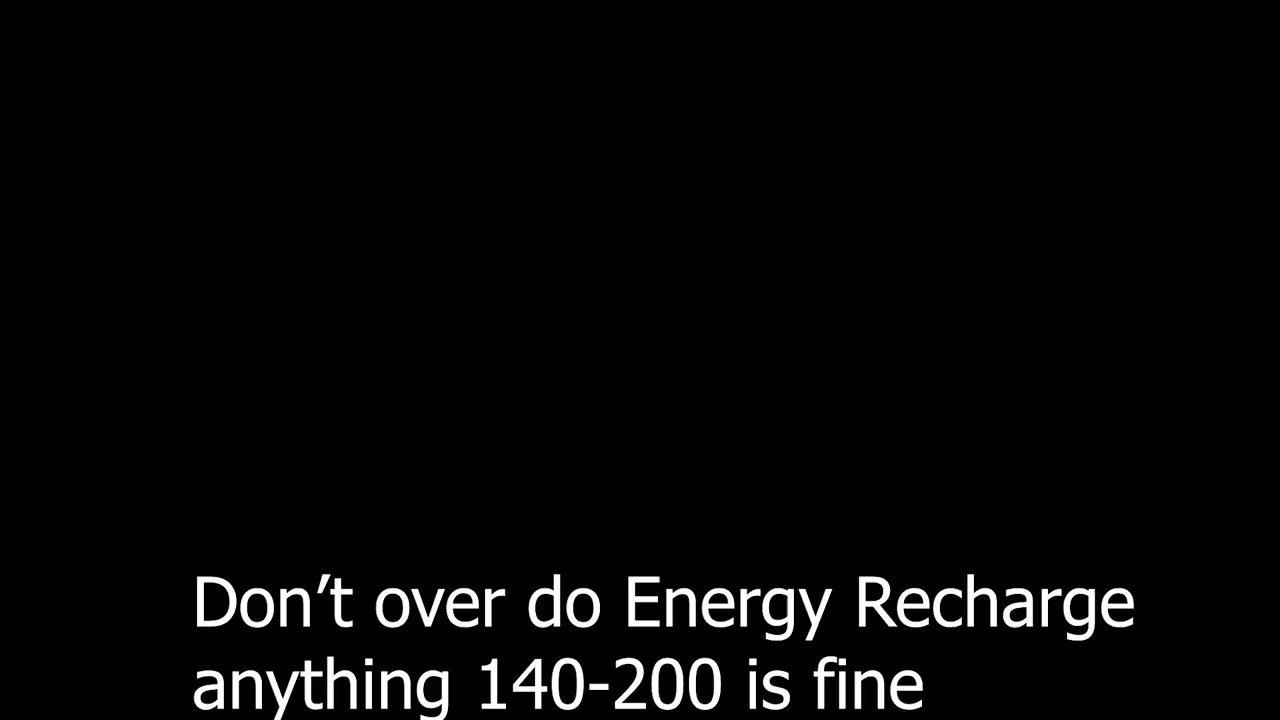 Don’t over do Energy Recharge
anything 140-200 is fine